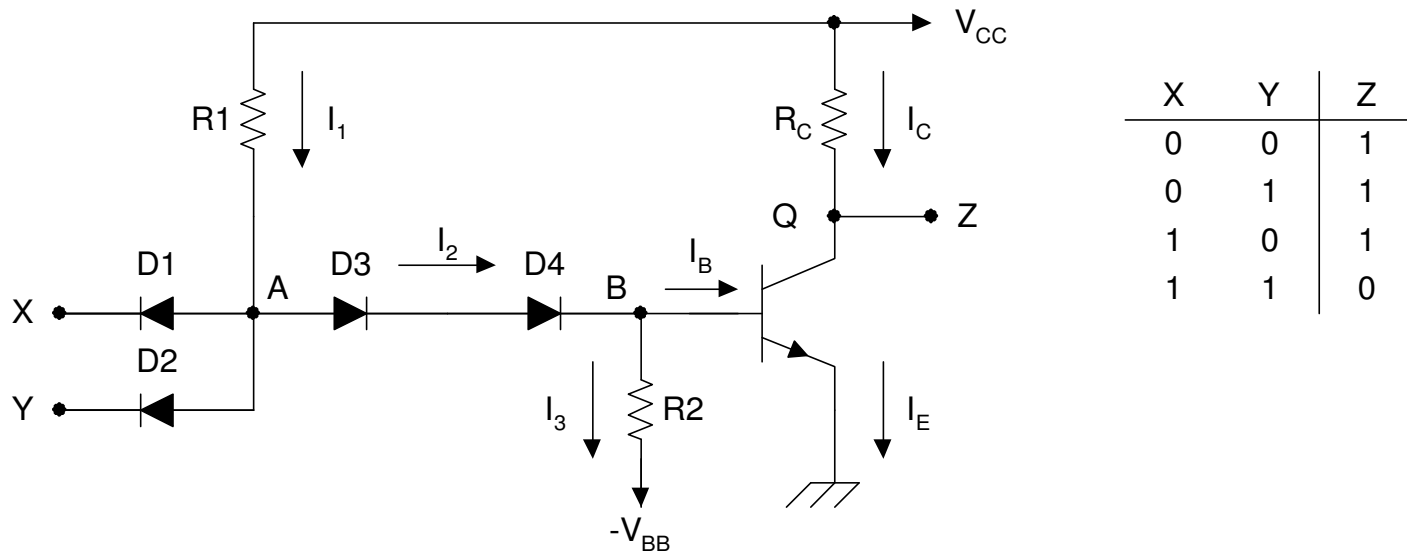 V_CC
R1 I_1 R_C I_C
X Y Z
0 0 1
0 1 1
1 0 1
1 1 0
Q Z
D1 A D3 I_2 D4 B I_B
X
D2
Y
I_3 R2 I_E
-V_BB